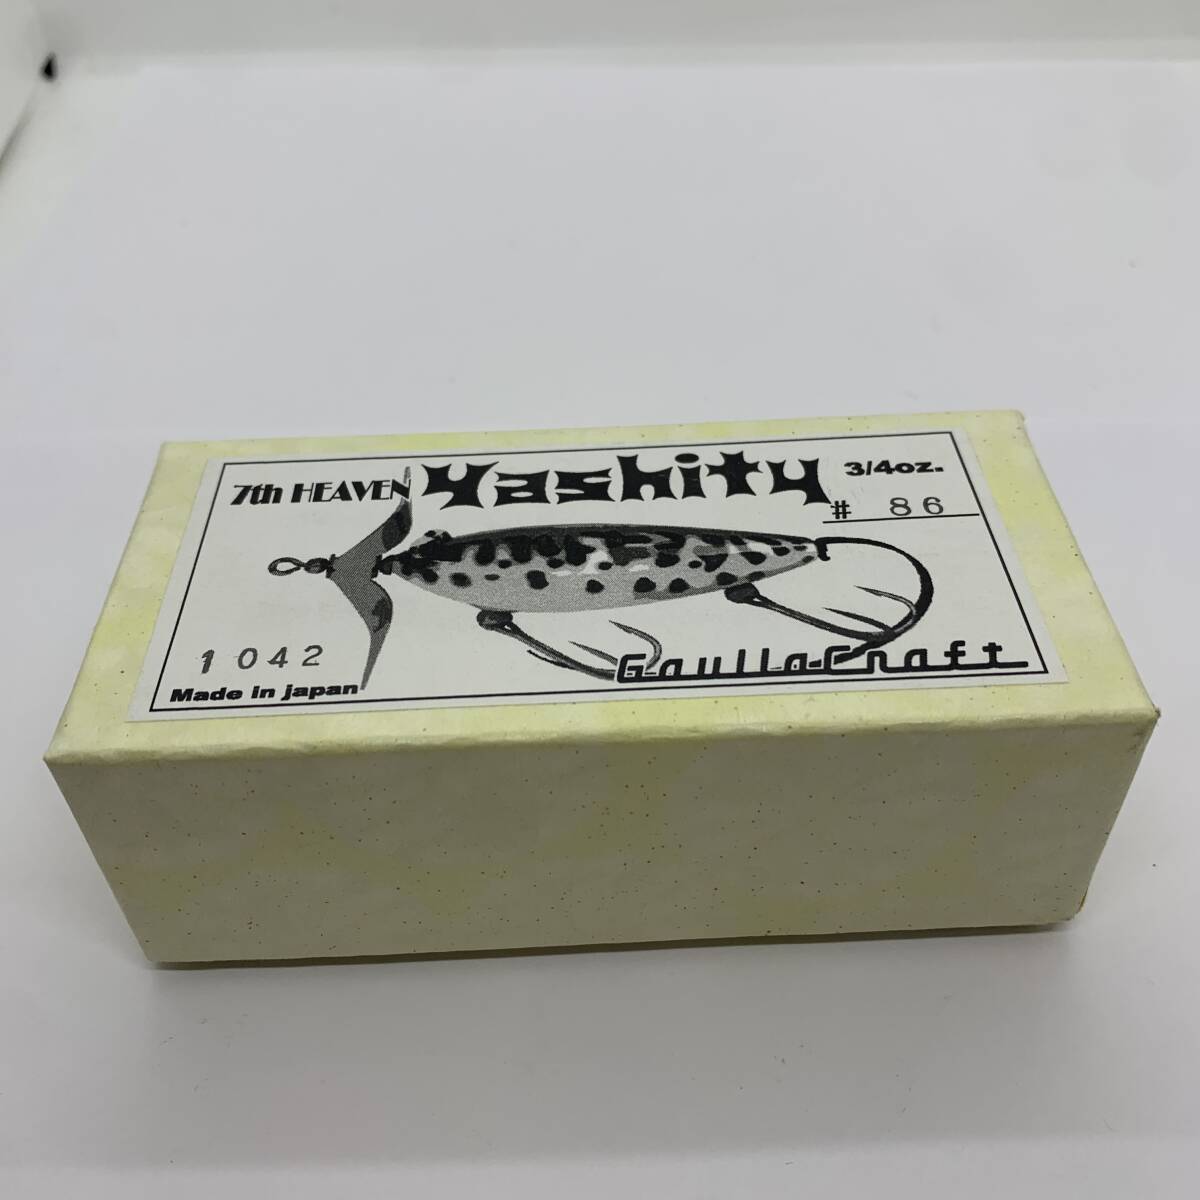 7th HEAVEN Yashity 3/4oz.
# 86
1042
Made in japan
Gaulla-Craft